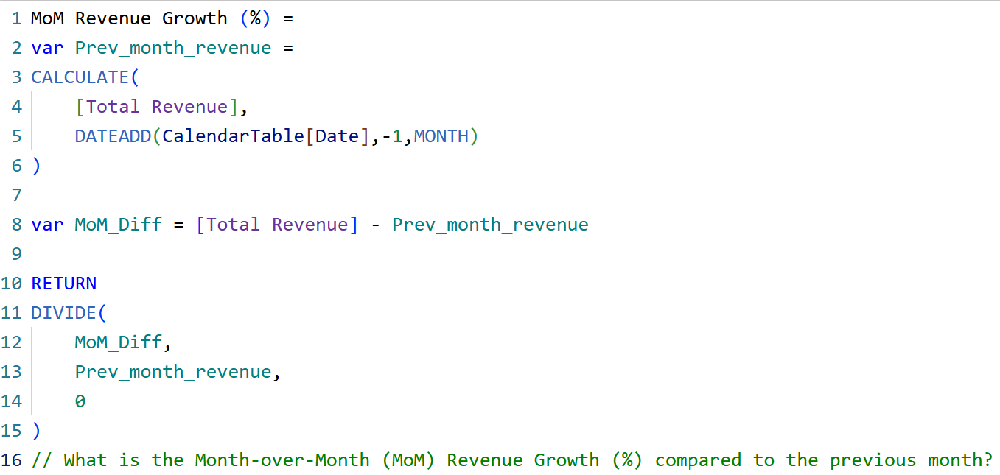 1 MoM Revenue Growth (%) =
2 var Prev_month_revenue =
3 CALCULATE(
4     [Total Revenue],
5     DATEADD(CalendarTable[Date],-1,MONTH)
6 )
7
8 var MoM_Diff = [Total Revenue] - Prev_month_revenue
9
10 RETURN
11 DIVIDE(
12     MoM_Diff,
13     Prev_month_revenue,
14     0
15 )
16 // What is the Month-over-Month (MoM) Revenue Growth (%) compared to the previous month?